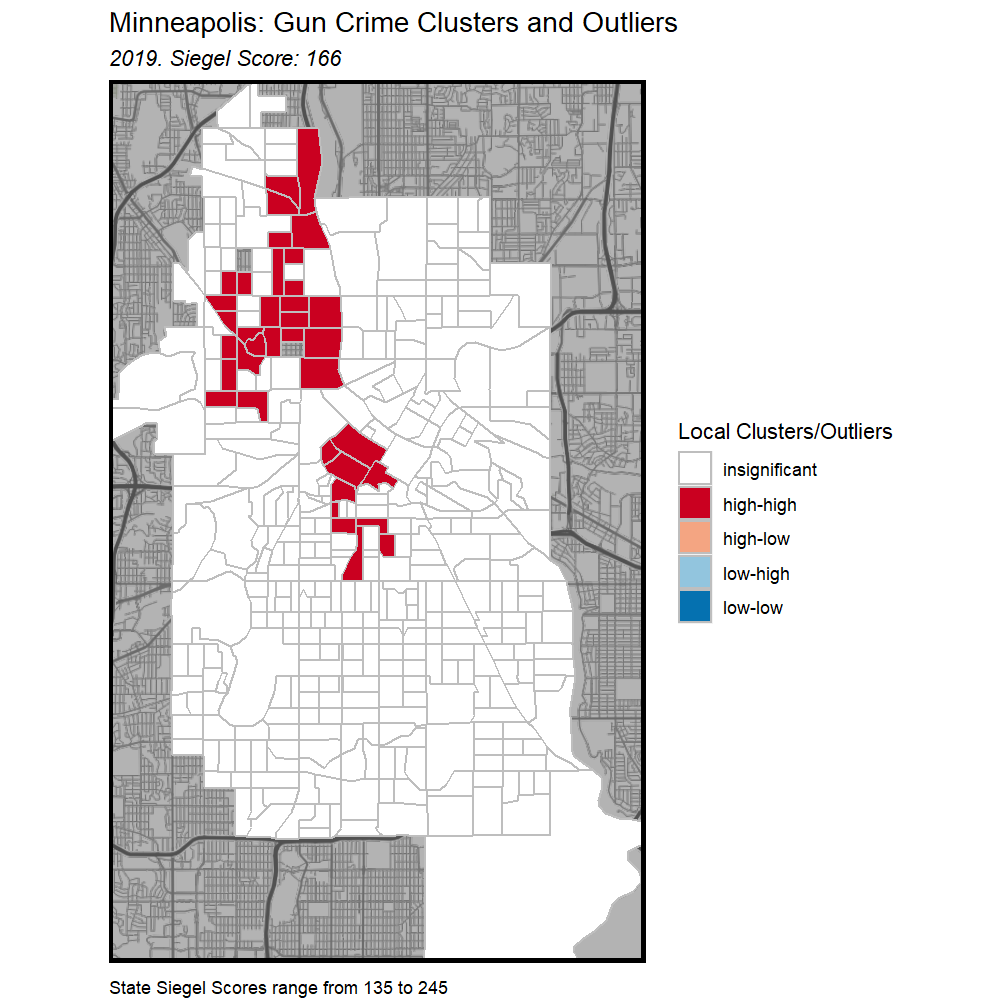 Minneapolis: Gun Crime Clusters and Outliers
2019. Siegel Score: 166
Local Clusters/Outliers
insignificant
high-high
high-low
low-high
low-low
State Siegel Scores range from 135 to 245